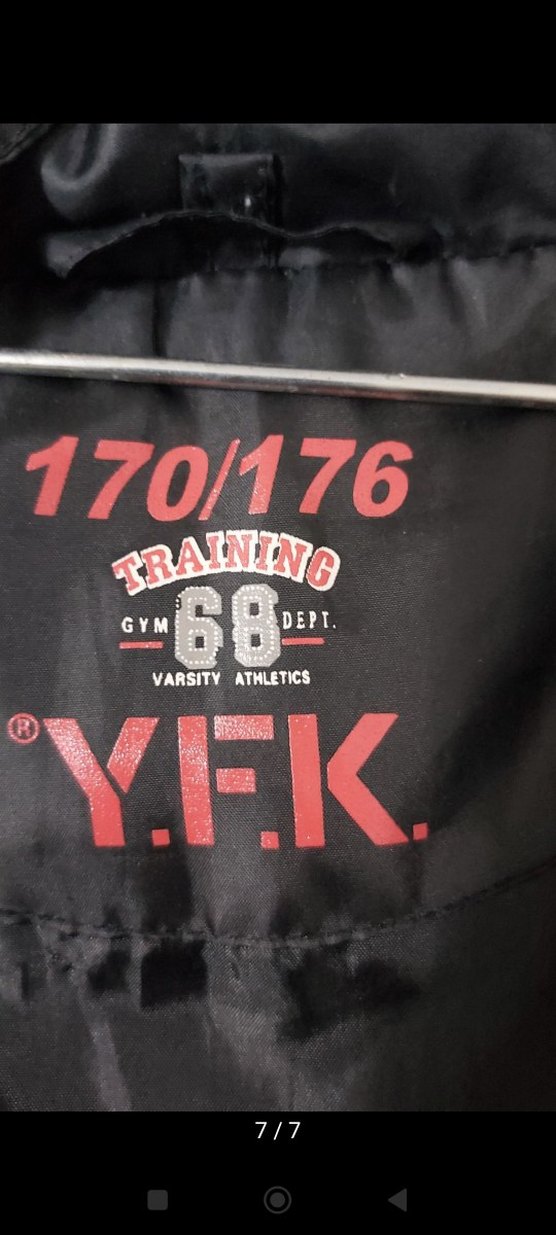 170/176
TRAINING
GYM 68 DEPT.
VARSITY ATHLETICS
® Y.F.K.
7 / 7